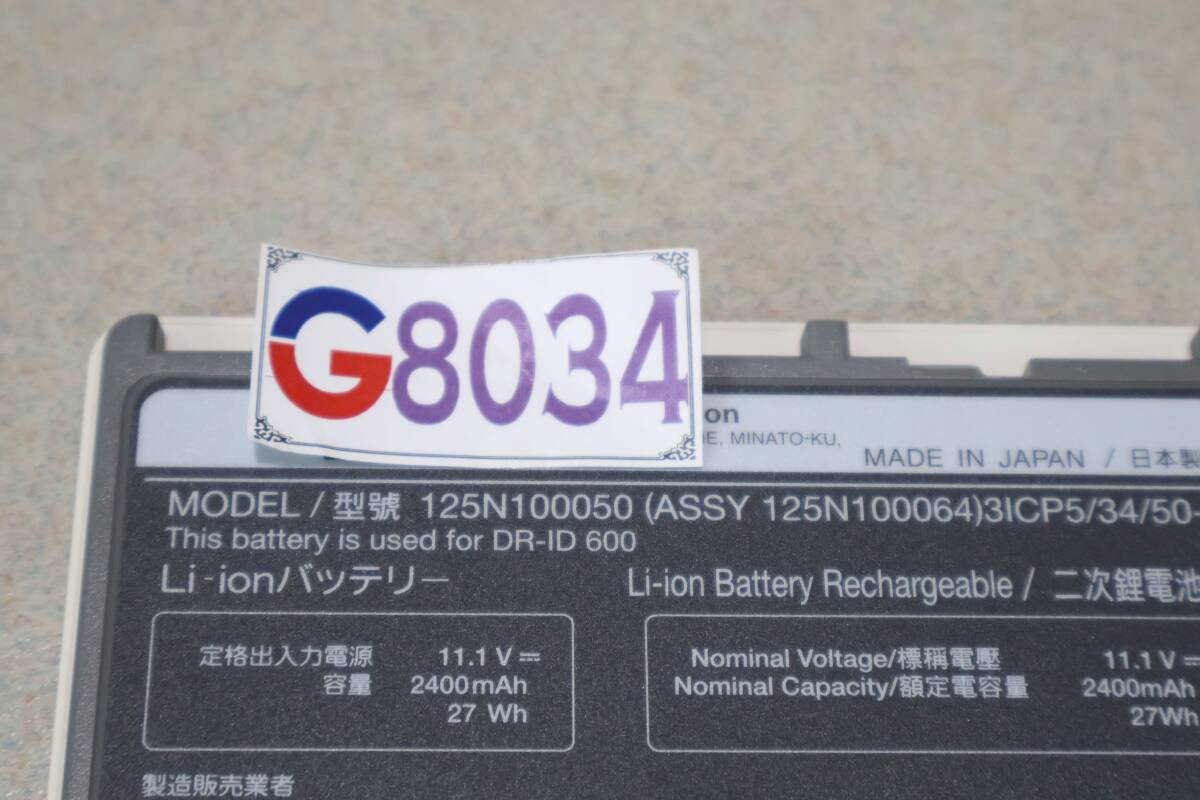 G8034
on
MINATO-KU,
MADE IN JAPAN / 日本製
MODEL / 型號 125N100050 (ASSY 125N100064)3ICP5/34/50-
This battery is used for DR-ID 600
Li-ionバッテリー
Li-ion Battery Rechargeable / 二次鋰電池
定格出入力電源 11.1 V ⎓
容量 2400mAh
27 Wh
Nominal Voltage/標稱電壓 11.1 V
Nominal Capacity/額定電容量 2400mAh
27Wh
製造販売業者